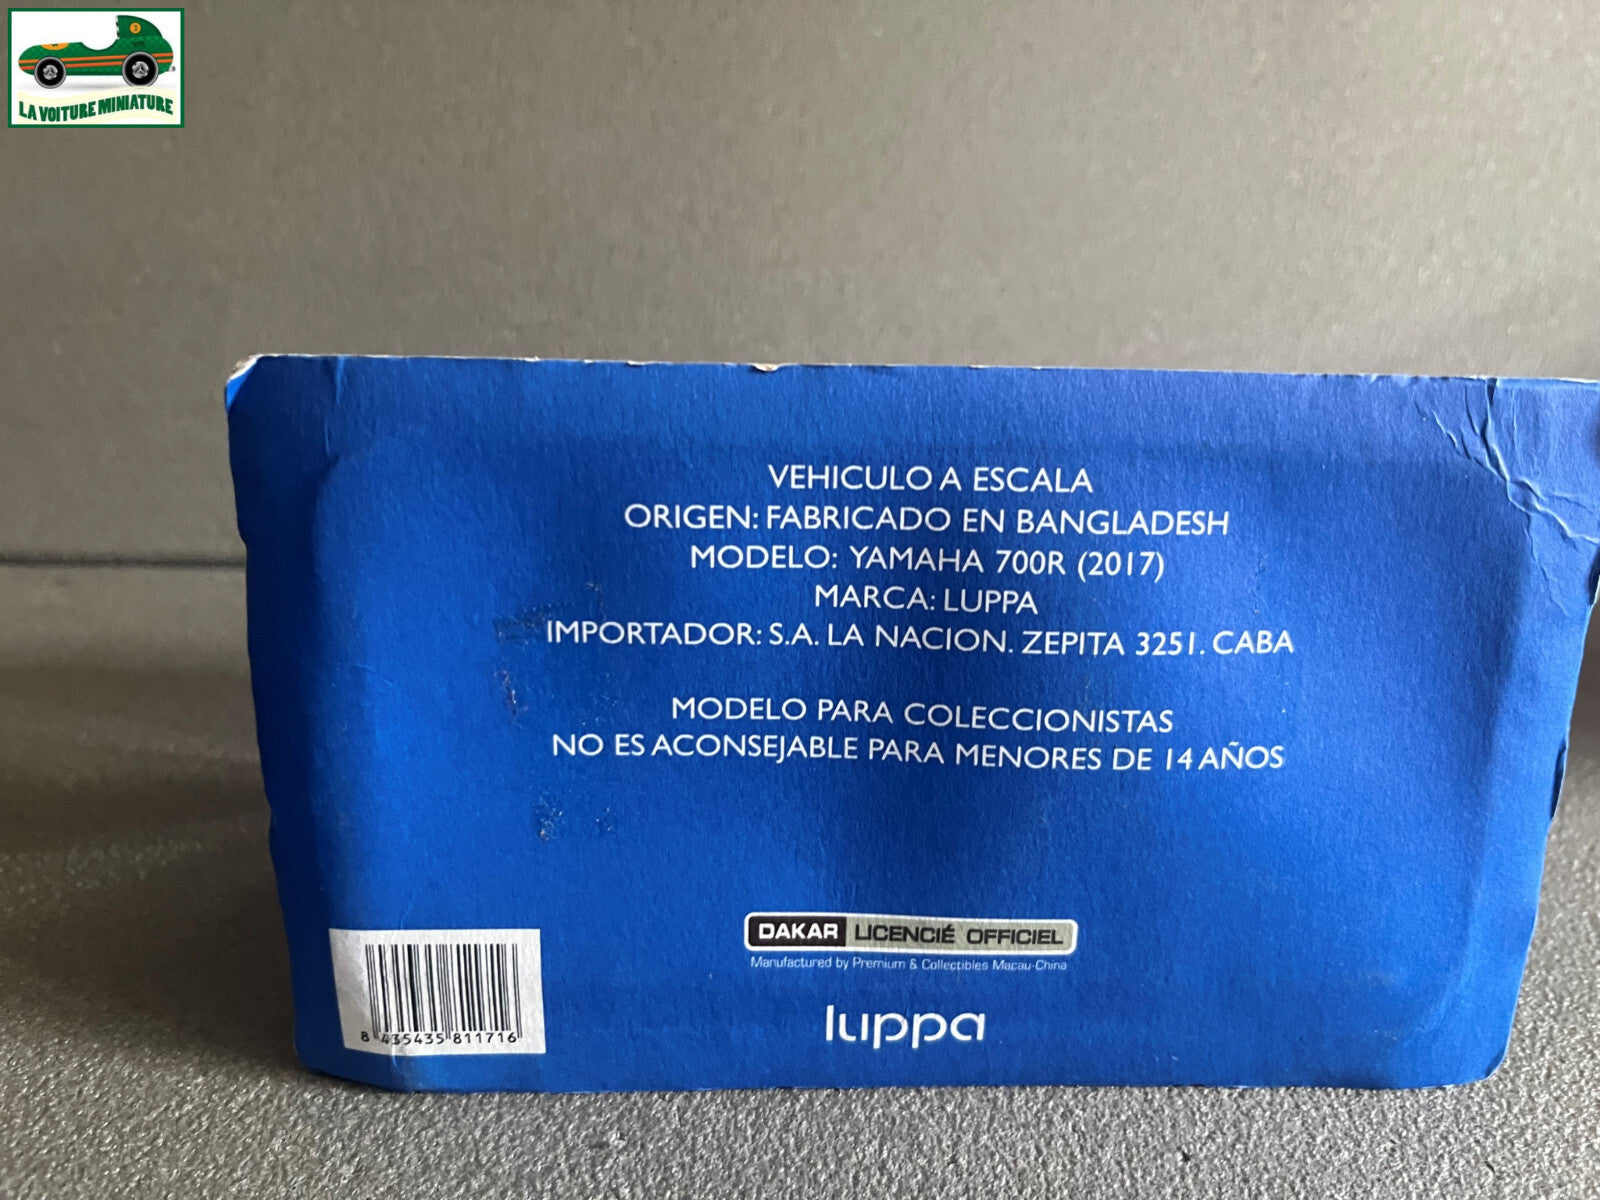 LA VOITURE MINIATURE
VEHICULO A ESCALA
ORIGEN: FABRICADO EN BANGLADESH
MODELO: YAMAHA 700R (2017)
MARCA: LUPPA
IMPORTADOR: S.A. LA NACION. ZEPITA 3251. CABA
MODELO PARA COLECCIONISTAS
NO ES ACONSEJABLE PARA MENORES DE 14 AÑOS
DAKAR LICENCIÉ OFFICIEL
Manufactured by Premium & Collectibles Macau-China
luppa
8 435435 811716